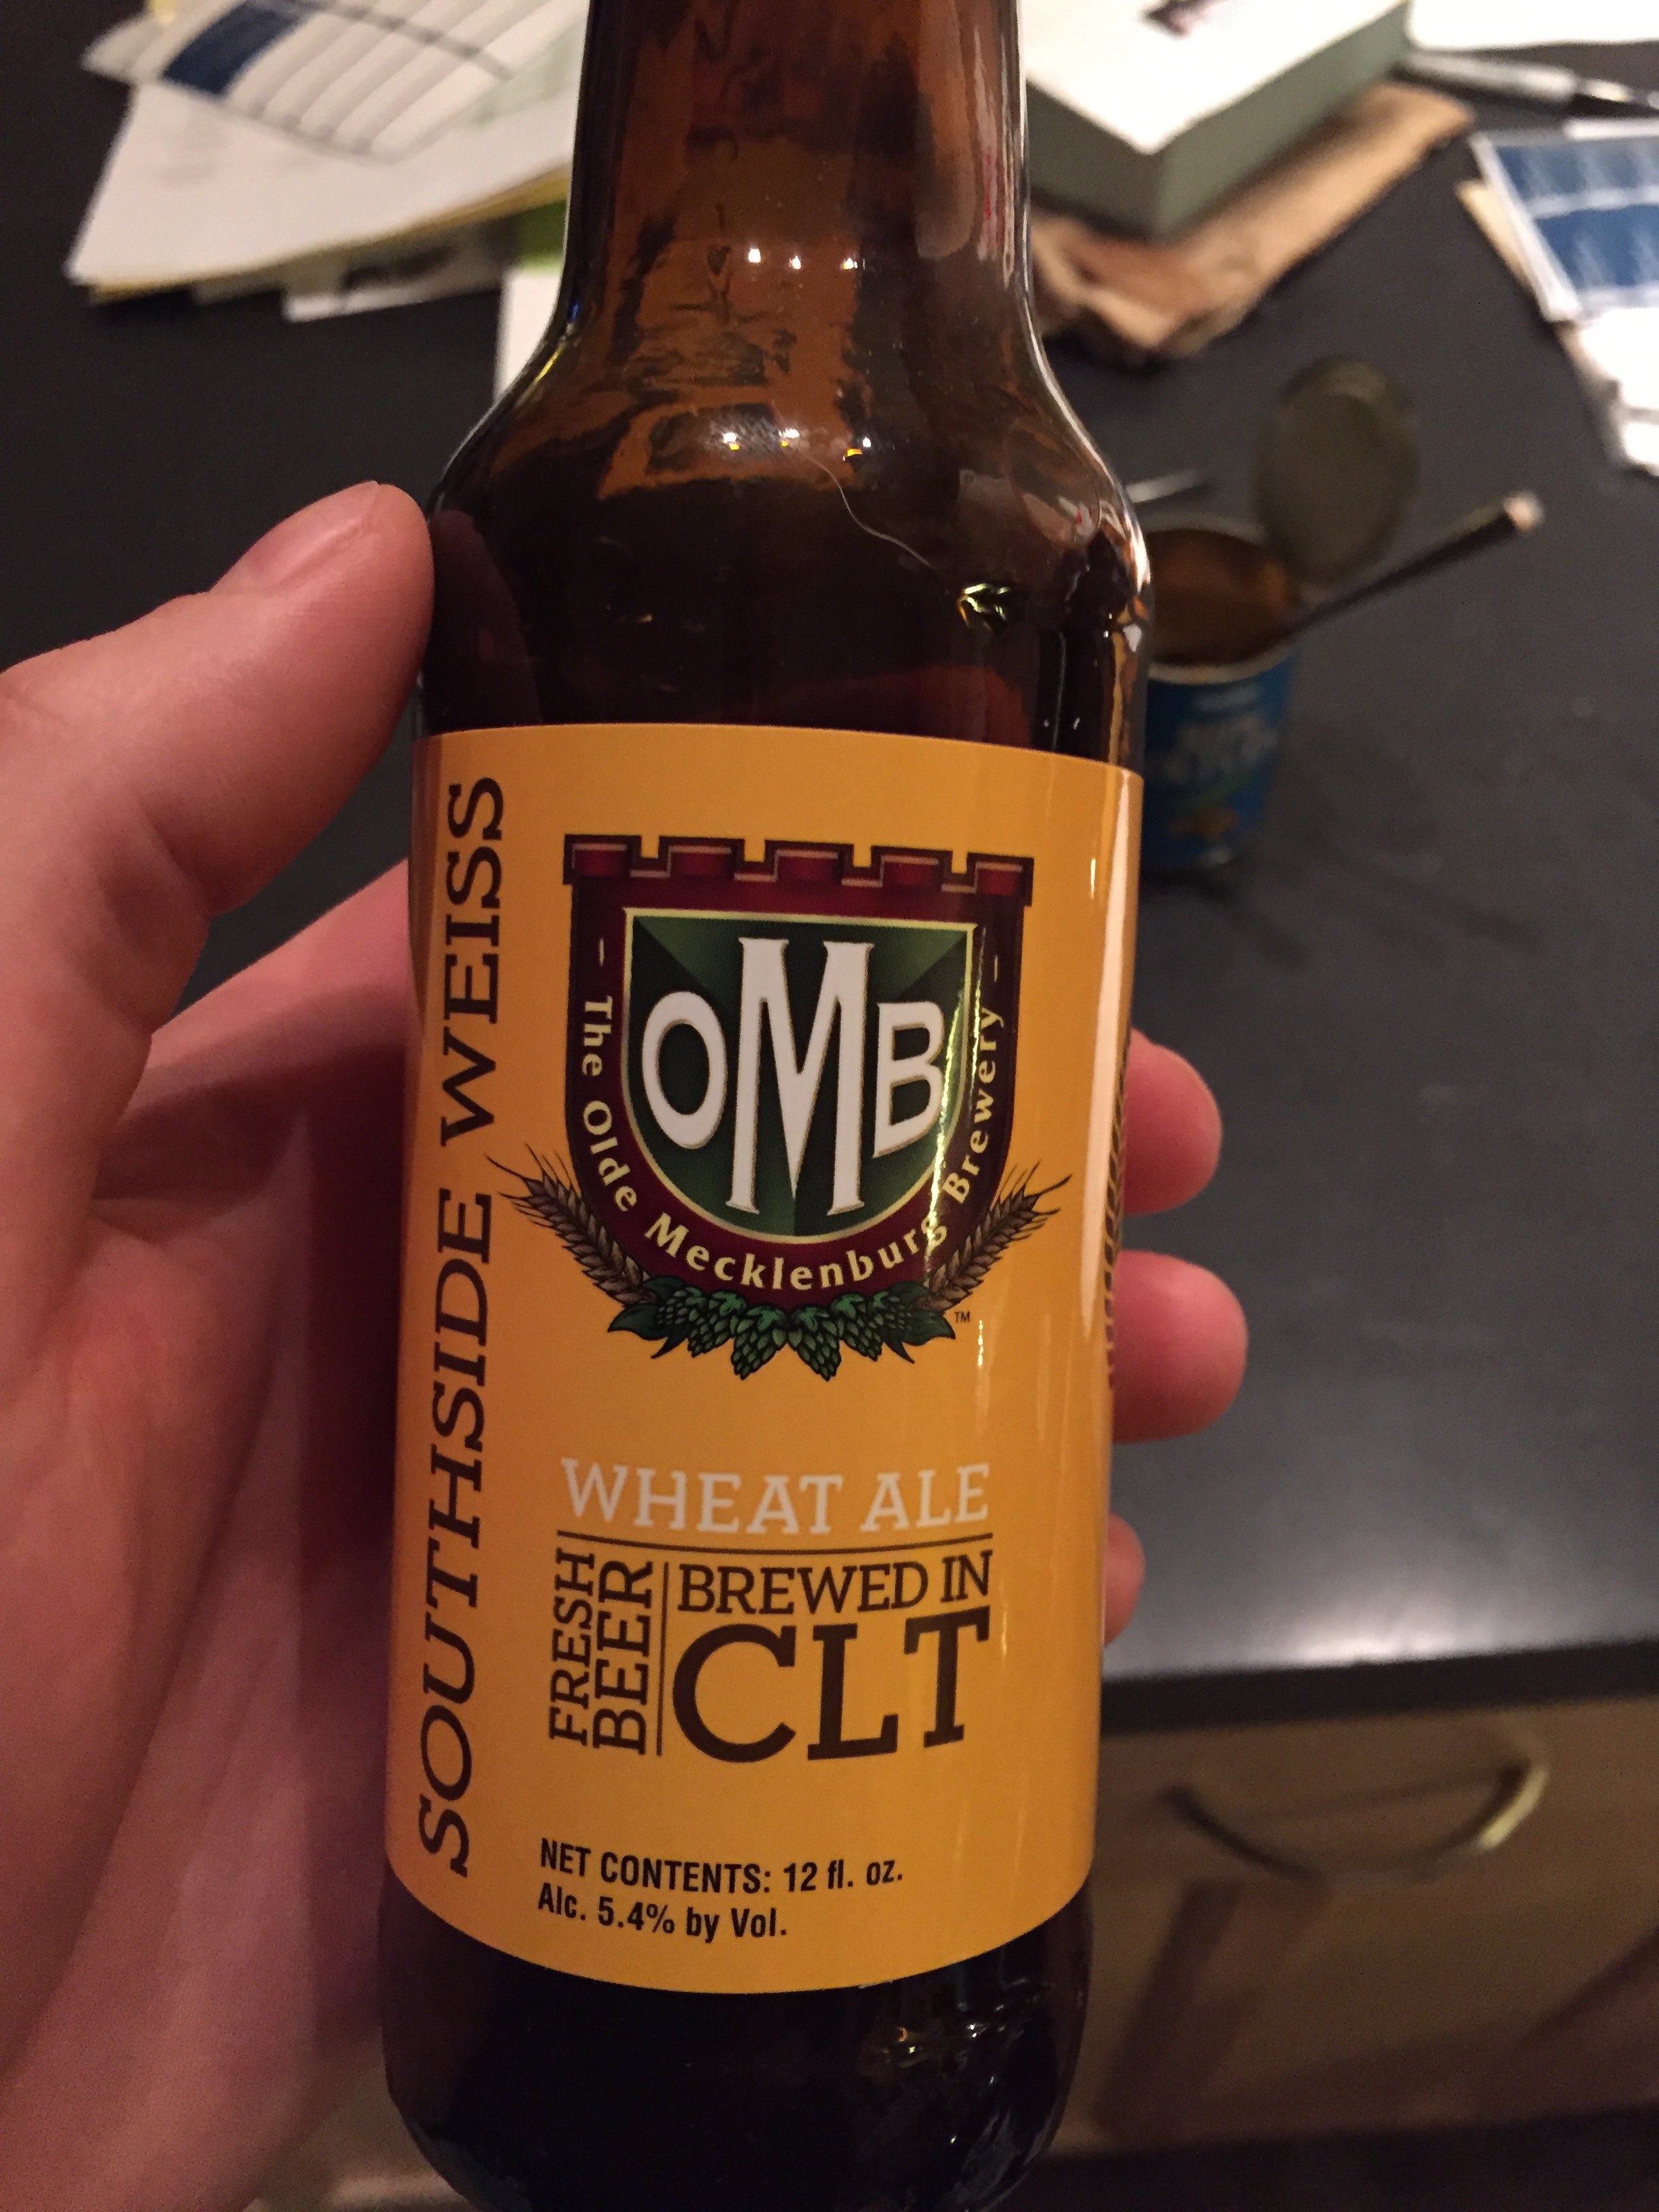 SOUTHSIDE WEISS
OMB
- The Olde Mecklenburg Brewery -
TM
WHEAT ALE
FRESH
BEER
BREWED IN
CLT
NET CONTENTS: 12 fl. oz.
Alc. 5.4% by Vol.